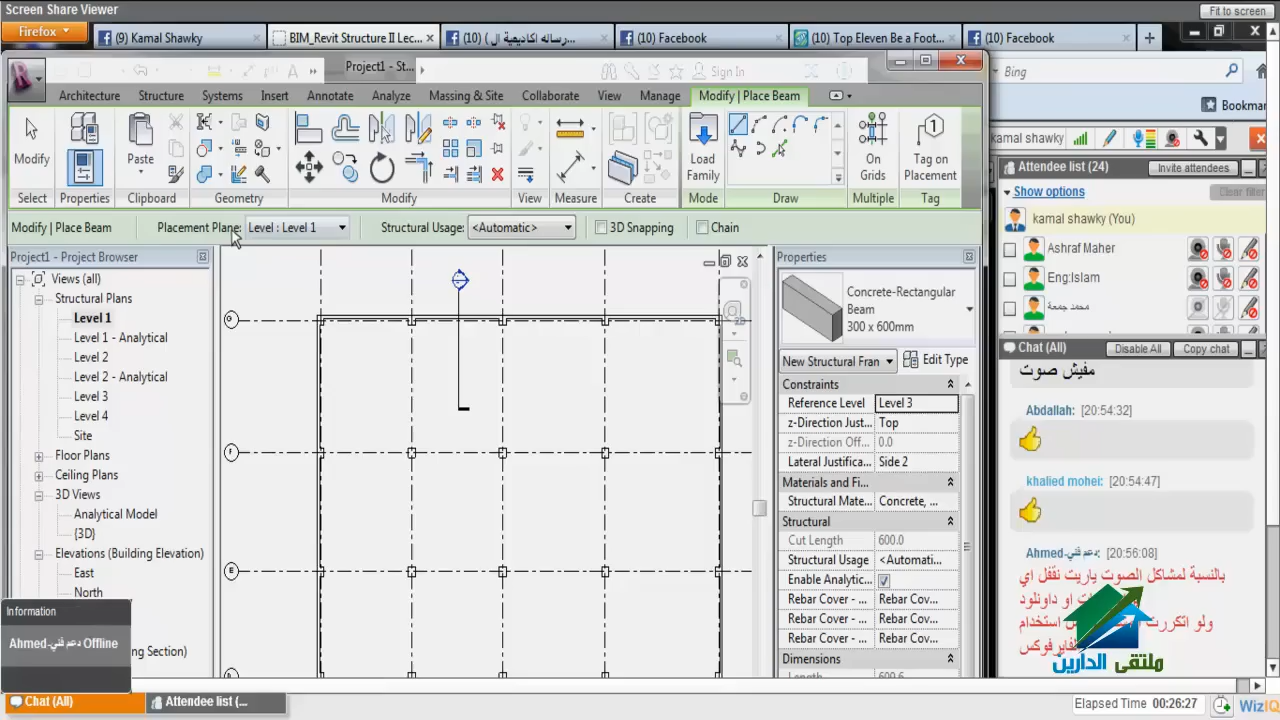 Screen Share Viewer
Fit to screen
Firefox
(9) Kamal Shawky
BIM_Revit Structure II Lec...
(10) رساله اكاديمية ال...
(10) Facebook
(10) Top Eleven Be a Foot...
(10) Facebook
Project1 - St...
Sign In
Bing
Architecture
Structure
Systems
Insert
Annotate
Analyze
Massing & Site
Collaborate
View
Manage
Modify | Place Beam
Bookmar
kamal shawky
Modify
Paste
Load Family
On Grids
1
Tag on Placement
Select
Properties
Clipboard
Geometry
Modify
View
Measure
Create
Mode
Draw
Multiple
Tag
Attendee list (24)
Invite attendees
Show options
Clear filter
kamal shawky (You)
Ashraf Maher
Eng:Islam
محمد جمعة
Modify | Place Beam
Placement Plane:
Level : Level 1
Structural Usage:
<Automatic>
3D Snapping
Chain
Project1 - Project Browser
Views (all)
Structural Plans
Level 1
Level 1 - Analytical
Level 2
Level 2 - Analytical
Level 3
Level 4
Site
Floor Plans
Ceiling Plans
3D Views
Analytical Model
{3D}
Elevations (Building Elevation)
East
North
ng Section)
F
E
Properties
Concrete-Rectangular Beam
300 x 600mm
New Structural Fran
Edit Type
Constraints
Reference Level
Level 3
z-Direction Just...
Top
z-Direction Off...
0.0
Lateral Justifica...
Side 2
Materials and Fi...
Structural Mate...
Concrete, ...
Structural
Cut Length
600.0
Structural Usage
<Automati...
Enable Analytic...
Rebar Cover - ...
Rebar Cov...
Rebar Cover - ...
Rebar Cov...
Rebar Cover - ...
Rebar Cov...
Dimensions
Length
600.6
Chat (All)
Disable All
Copy chat
مفيش صوت
Abdallah:
[20:54:32]
khalied mohei:
[20:54:47]
Ahmed-دعم فني:
[20:56:08]
بالنسبة لمشاكل الصوت ياريت نقفل اي
او داونلود
ولو اتكررت
استخدام
فايرفوكس
ملتقى الدارين
Information
Ahmed-دعم فني Offline
Chat (All)
Attendee list (...
Elapsed Time
00:26:27
WizIQ